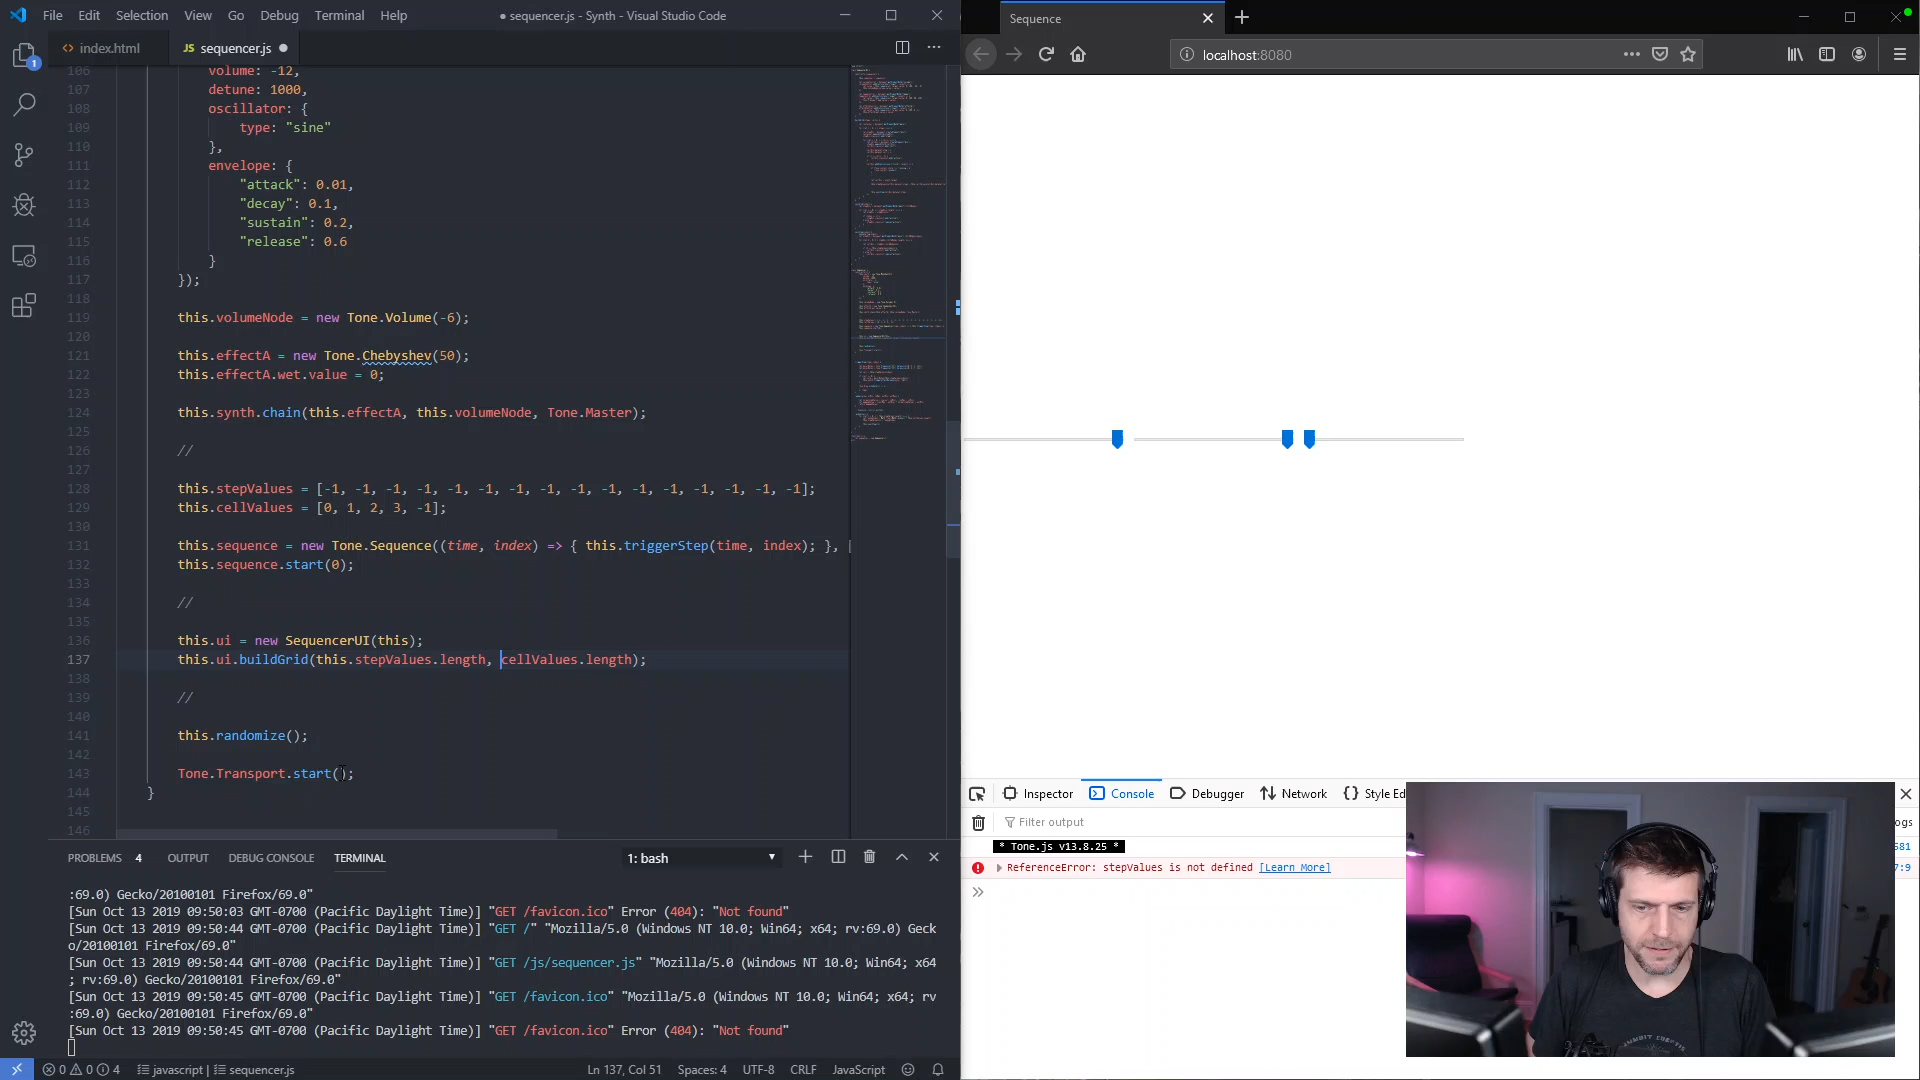 File Edit Selection View Go Debug Terminal Help
● sequencer.js - Synth - Visual Studio Code
<> index.html
JS sequencer.js ●
106 volume: -12,
107 detune: 1000,
108 oscillator: {
109 type: "sine"
110 },
111 envelope: {
112 "attack": 0.01,
113 "decay": 0.1,
114 "sustain": 0.2,
115 "release": 0.6
116 }
117 });
118
119 this.volumeNode = new Tone.Volume(-6);
120
121 this.effectA = new Tone.Chebyshev(50);
122 this.effectA.wet.value = 0;
123
124 this.synth.chain(this.effectA, this.volumeNode, Tone.Master);
125
126 //
127
128 this.stepValues = [-1, -1, -1, -1, -1, -1, -1, -1, -1, -1, -1, -1, -1, -1, -1, -1];
129 this.cellValues = [0, 1, 2, 3, -1];
130
131 this.sequence = new Tone.Sequence((time, index) => { this.triggerStep(time, index); }, [
132 this.sequence.start(0);
133
134 //
135
136 this.ui = new SequencerUI(this);
137 this.ui.buildGrid(this.stepValues.length, cellValues.length);
138
139 //
140
141 this.randomize();
142
143 Tone.Transport.start();
144 }
145
146
1
PROBLEMS 4 OUTPUT DEBUG CONSOLE TERMINAL
1: bash
:69.0) Gecko/20100101 Firefox/69.0"
[Sun Oct 13 2019 09:50:03 GMT-0700 (Pacific Daylight Time)] "GET /favicon.ico" Error (404): "Not found"
[Sun Oct 13 2019 09:50:44 GMT-0700 (Pacific Daylight Time)] "GET /" "Mozilla/5.0 (Windows NT 10.0; Win64; x64; rv:69.0) Geck
o/20100101 Firefox/69.0"
[Sun Oct 13 2019 09:50:44 GMT-0700 (Pacific Daylight Time)] "GET /js/sequencer.js" "Mozilla/5.0 (Windows NT 10.0; Win64; x64
; rv:69.0) Gecko/20100101 Firefox/69.0"
[Sun Oct 13 2019 09:50:45 GMT-0700 (Pacific Daylight Time)] "GET /favicon.ico" "Mozilla/5.0 (Windows NT 10.0; Win64; x64; rv
:69.0) Gecko/20100101 Firefox/69.0"
[Sun Oct 13 2019 09:50:45 GMT-0700 (Pacific Daylight Time)] "GET /favicon.ico" Error (404): "Not found"
0 0 4 javascript | sequencer.js
Ln 137, Col 51 Spaces: 4 UTF-8 CRLF JavaScript
Sequence
localhost:8080
Inspector Console Debugger Network {} Style Ed
Filter output
ogs
* Tone.js v13.8.25 *
581
ReferenceError: stepValues is not defined [Learn More]
7:9
»